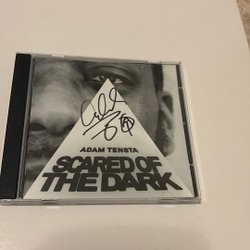 ADAM TENSTA
SCARED OF
THE DARK